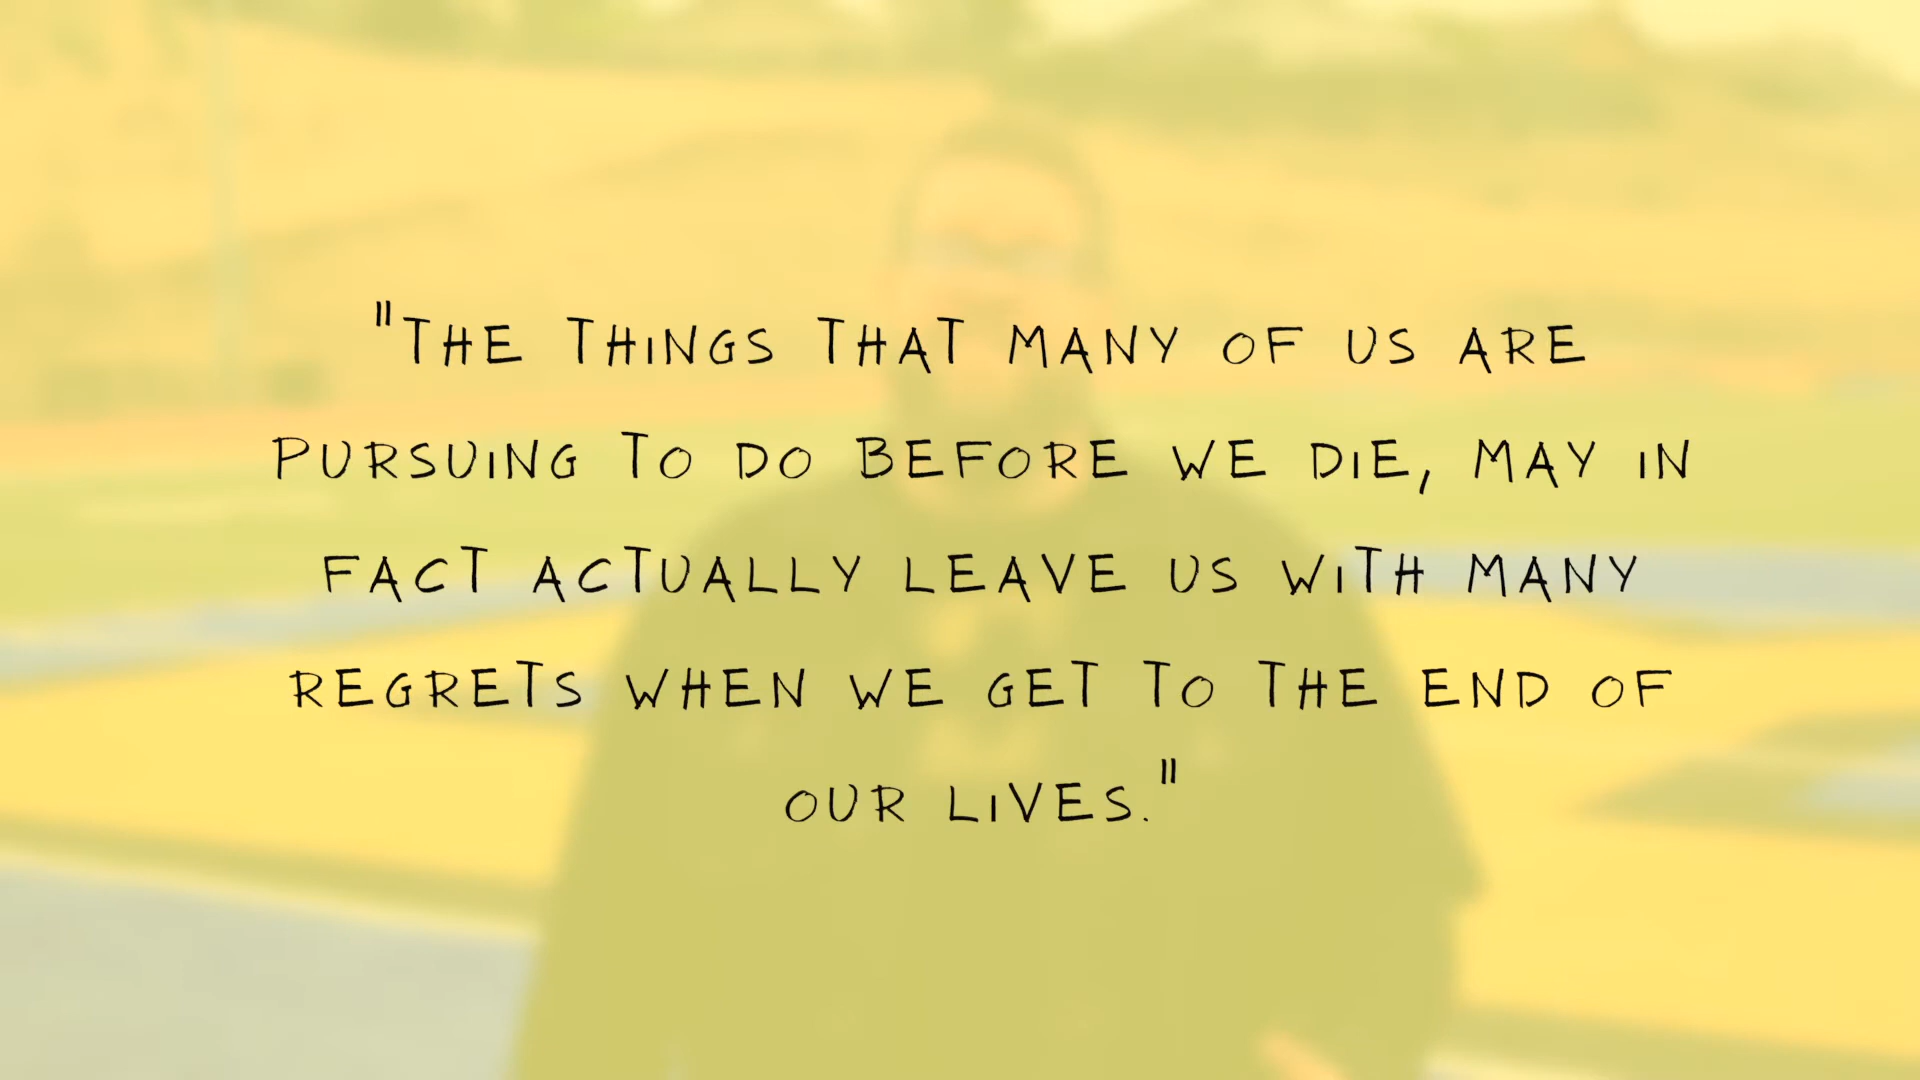 "THE THINGS THAT MANY OF US ARE
PURSUING TO DO BEFORE WE DIE, MAY IN
FACT ACTUALLY LEAVE US WITH MANY
REGRETS WHEN WE GET TO THE END OF
OUR LIVES."